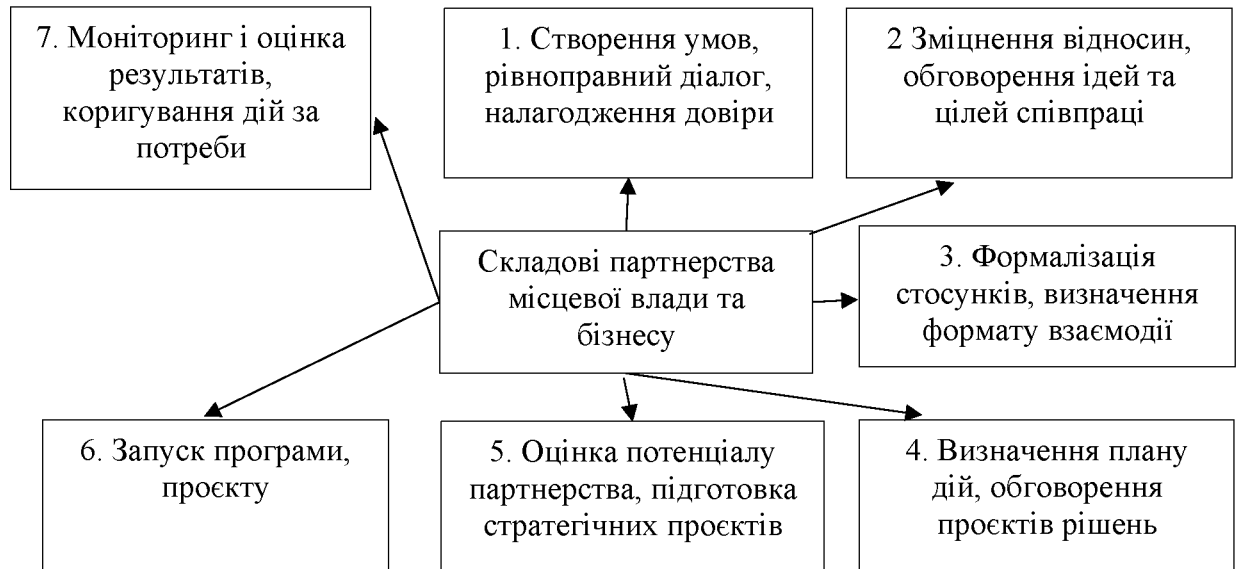 7. Моніторинг і оцінка
результатів,
коригування дій за
потреби
1. Створення умов,
рівноправний діалог,
налагодження довіри
2 Зміцнення відносин,
обговорення ідей та
цілей співпраці
Складові партнерства
місцевої влади та
бізнесу
3. Формалізація
стосунків, визначення
формату взаємодії
6. Запуск програми,
проєкту
5. Оцінка потенціалу
партнерства, підготовка
стратегічних проєктів
4. Визначення плану
дій, обговорення
проєктів рішень